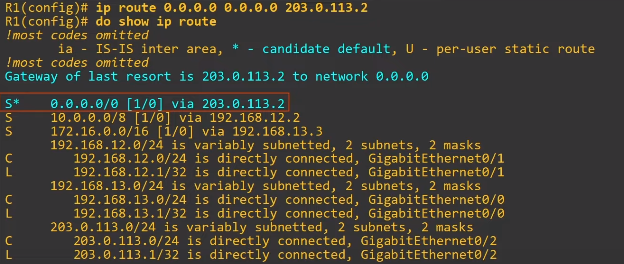 R1(config)# ip route 0.0.0.0 0.0.0.0 203.0.113.2
R1(config)# do show ip route
!most codes omitted
ia - IS-IS inter area, * - candidate default, U - per-user static route
!most codes omitted
Gateway of last resort is 203.0.113.2 to network 0.0.0.0
S* 0.0.0.0/0 [1/0] via 203.0.113.2
S 10.0.0.0/8 [1/0] via 192.168.12.2
S 172.16.0.0/16 [1/0] via 192.168.13.3
192.168.12.0/24 is variably subnetted, 2 subnets, 2 masks
C 192.168.12.0/24 is directly connected, GigabitEthernet0/1
L 192.168.12.1/32 is directly connected, GigabitEthernet0/1
192.168.13.0/24 is variably subnetted, 2 subnets, 2 masks
C 192.168.13.0/24 is directly connected, GigabitEthernet0/0
L 192.168.13.1/32 is directly connected, GigabitEthernet0/0
203.0.113.0/24 is variably subnetted, 2 subnets, 2 masks
C 203.0.113.0/24 is directly connected, GigabitEthernet0/2
L 203.0.113.1/32 is directly connected, GigabitEthernet0/2